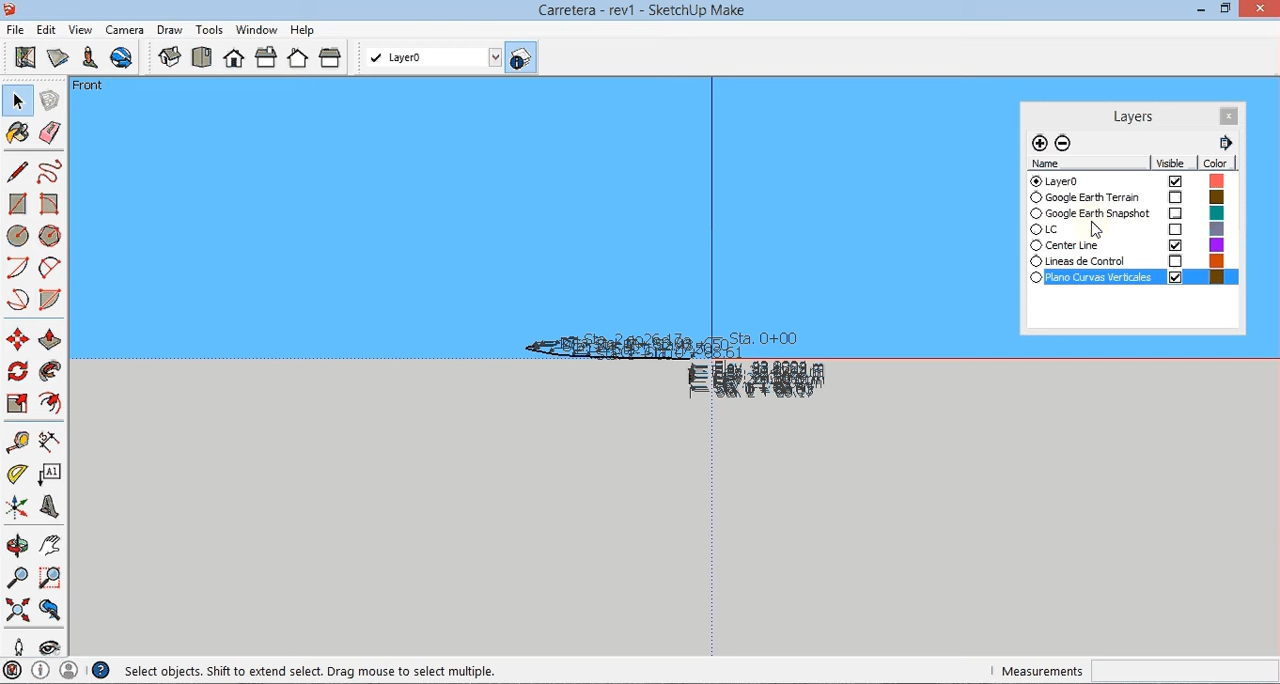 Carretera - rev1 - SketchUp Make
File Edit View Camera Draw Tools Window Help
Layer0
Front
Layers
Name Visible Color
Layer0
Google Earth Terrain
Google Earth Snapshot
LC
Center Line
Lineas de Control
Plano Curvas Verticales
Sta. 0+00
A1
Select objects. Shift to extend select. Drag mouse to select multiple.
Measurements